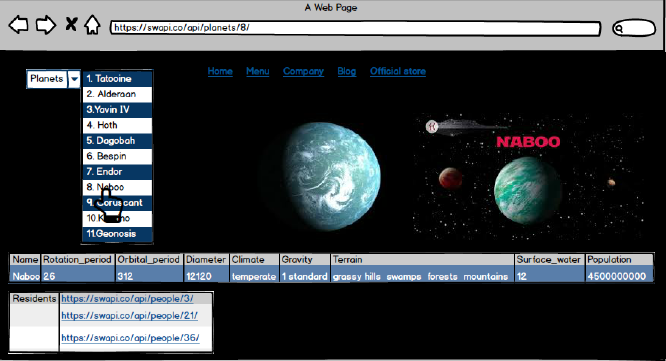 A Web Page
https://swapi.co/api/planets/8/
Home Menu Company Blog Official store
Planets
1. Tatooine
2. Alderaan
3.Yavin IV
4. Hoth
5. Dagobah
6. Bespin
7. Endor
8. Naboo
9. Coruscant
10.
11.Geonosis
NABOO
Name Rotation_period Orbital_period Diameter Climate Gravity Terrain Surface_water Population
Naboo 26 312 12120 temperate 1 standard grassy hills swamps forests mountains 12 4500000000
Residents https://swapi.co/api/people/3/
https://swapi.co/api/people/21/
https://swapi.co/api/people/36/